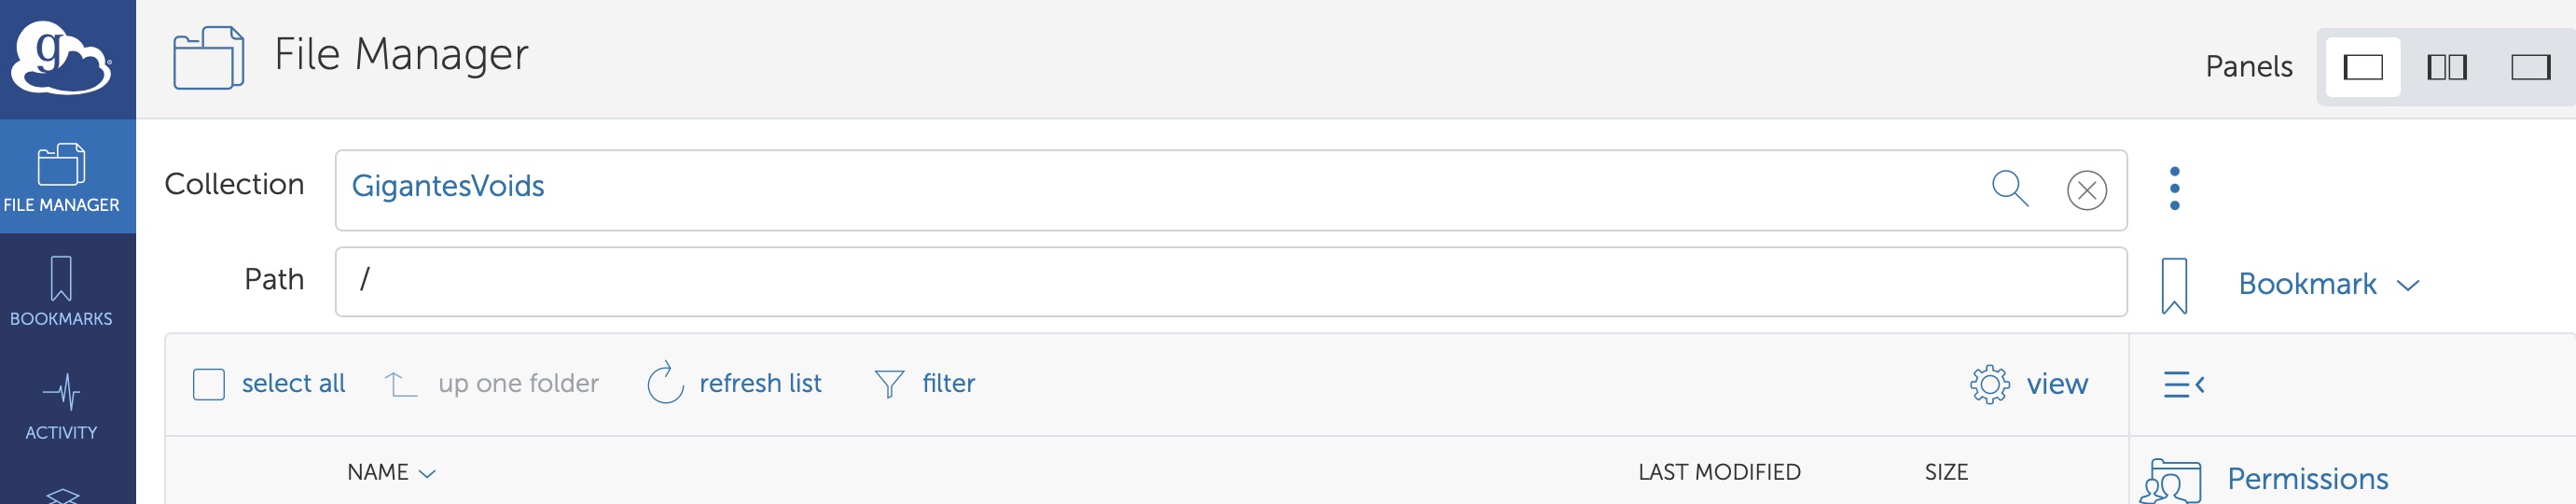 g
File Manager
Panels
FILE MANAGER
Collection
GigantesVoids
Path
/
Bookmark
BOOKMARKS
select all up one folder refresh list filter view
ACTIVITY
NAME LAST MODIFIED SIZE
Permissions